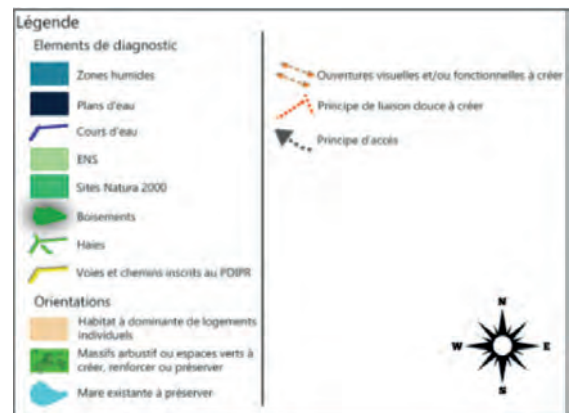 Légende
Elements de diagnostic
Zones humides
Plans d'eau
Cours d'eau
ENS
Sites Natura 2000
Boisements
Haies
Voies et chemins inscrits au PDIPR
Orientations
Habitat à dominante de logements
individuels
Massifs arbustif ou espaces verts à
créer, renforcer ou préserver
Mare existante à préserver
Ouvertures visuelles et/ou fonctionnelles à créer
Principe de liaison douce à créer
Principe d'accés
N
W
E
S